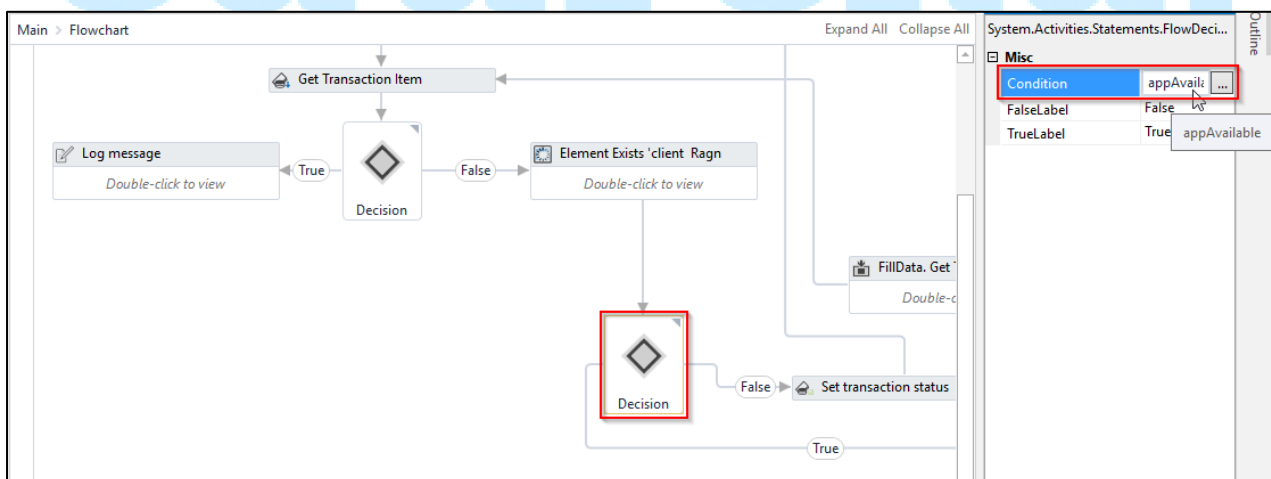 Main > Flowchart
Expand All Collapse All
System.Activities.Statements.FlowDeci...
Outline
Misc
Condition appAvaila ...
FalseLabel False
TrueLabel True
appAvailable
Get Transaction Item
Log message
Double-click to view
True
Decision
False
Element Exists 'client Ragn
Double-click to view
FillData. Get
Double-c
Decision
False
Set transaction status
True